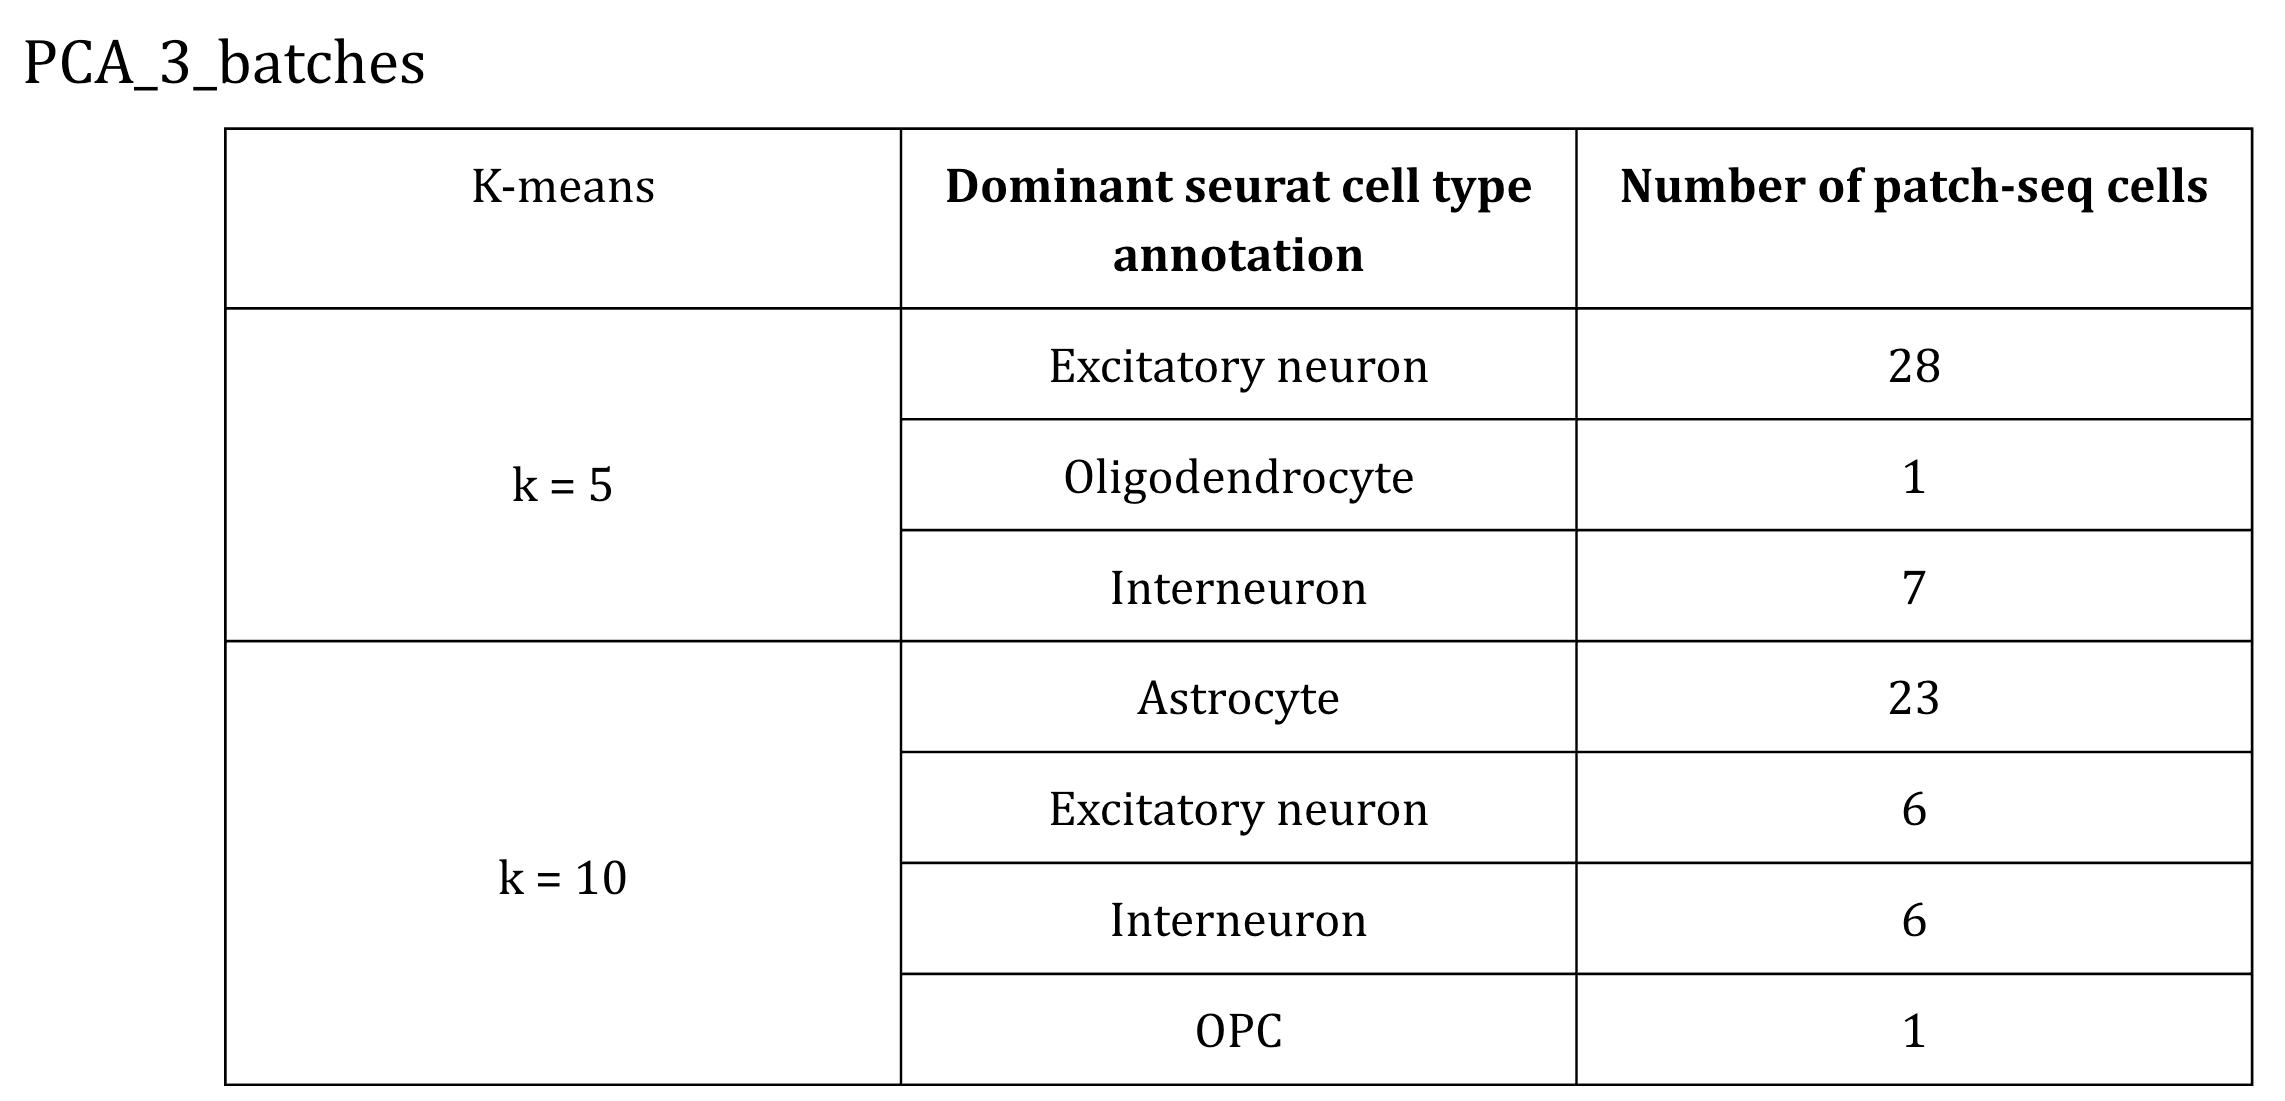 PCA_3_batches
K-means
Dominant seurat cell type
annotation
Number of patch-seq cells
k = 5
Excitatory neuron
28
Oligodendrocyte
1
Interneuron
7
k = 10
Astrocyte
23
Excitatory neuron
6
Interneuron
6
OPC
1